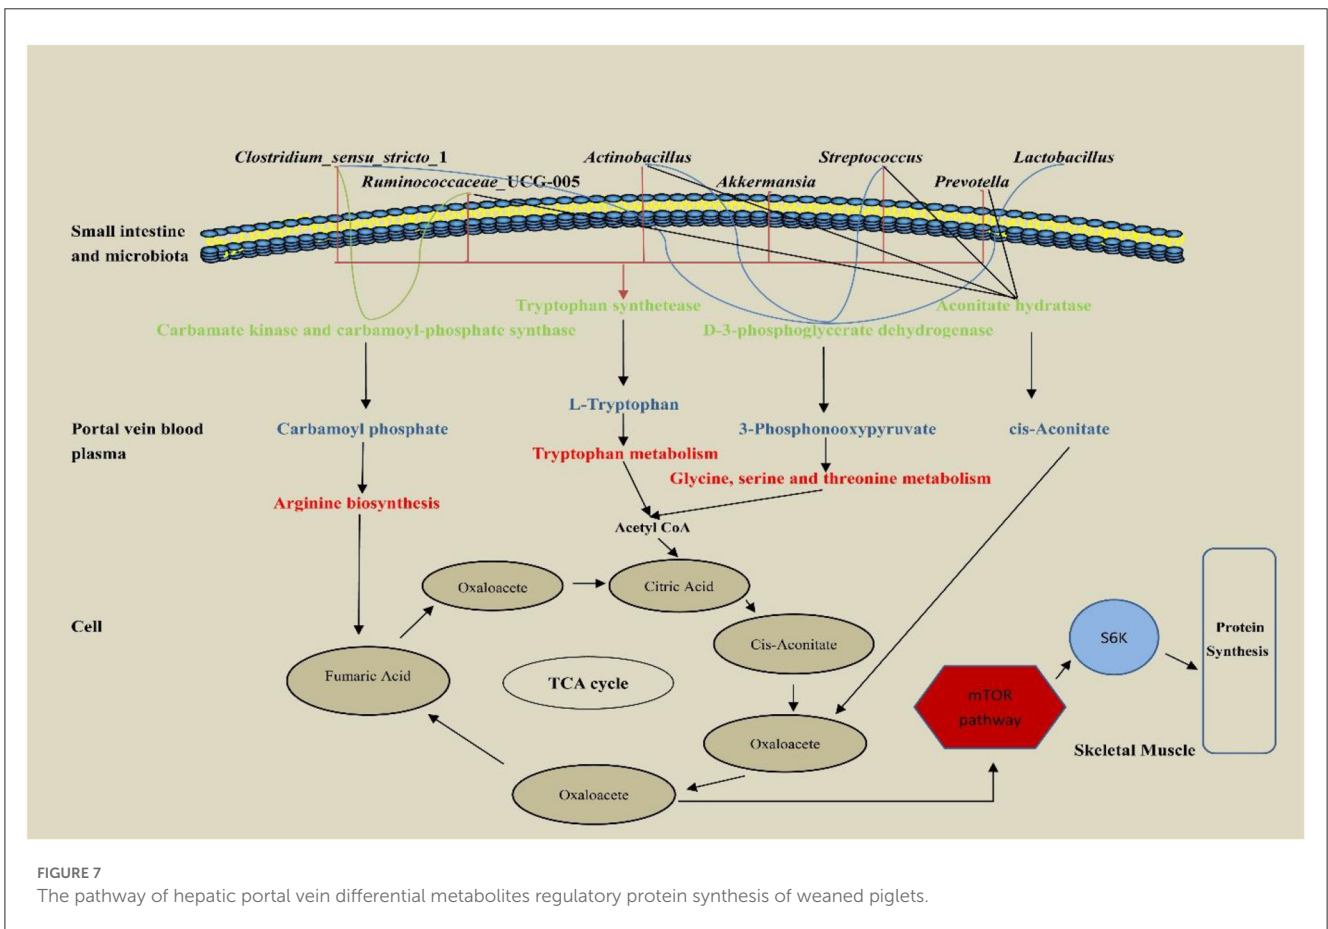 Clostridium_sensu_stricto_1
Actinobacillus
Streptococcus
Lactobacillus
Ruminococcaceae_UCG-005
Akkermansia
Prevotella
Small intestine
and microbiota
Tryptophan synthetease
Aconitate hydratase
Carbamate kinase and carbamoyl-phosphate synthase
D-3-phosphoglycerate dehydrogenase
L-Tryptophan
Portal vein blood
plasma
Carbamoyl phosphate
3-Phosphonooxypyruvate
cis-Aconitate
Tryptophan metabolism
Glycine, serine and threonine metabolism
Arginine biosynthesis
Acetyl CoA
Oxaloacete
Citric Acid
Cell
Cis-Aconitate
S6K
Protein
Synthesis
Fumaric Acid
TCA cycle
mTOR
pathway
Oxaloacete
Skeletal Muscle
Oxaloacete
FIGURE 7
The pathway of hepatic portal vein differential metabolites regulatory protein synthesis of weaned piglets.